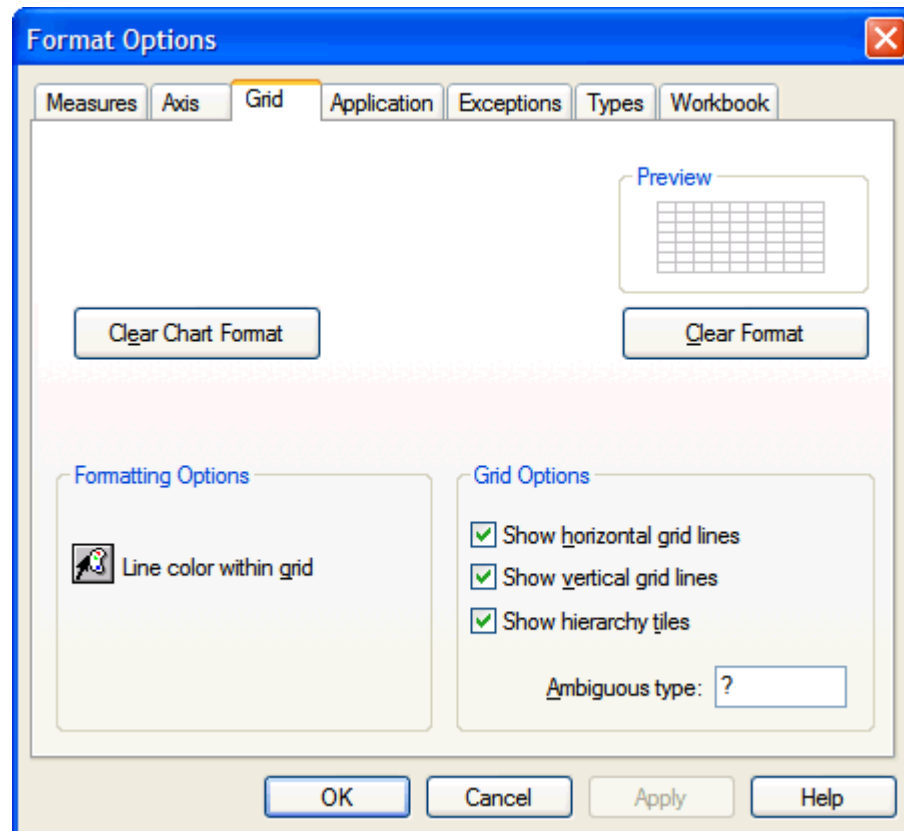 Format Options
Measures Axis Grid Application Exceptions Types Workbook
Preview
Clear Chart Format Clear Format
Formatting Options
Line color within grid
Grid Options
Show horizontal grid lines
Show vertical grid lines
Show hierarchy tiles
Ambiguous type: ?
OK Cancel Apply Help